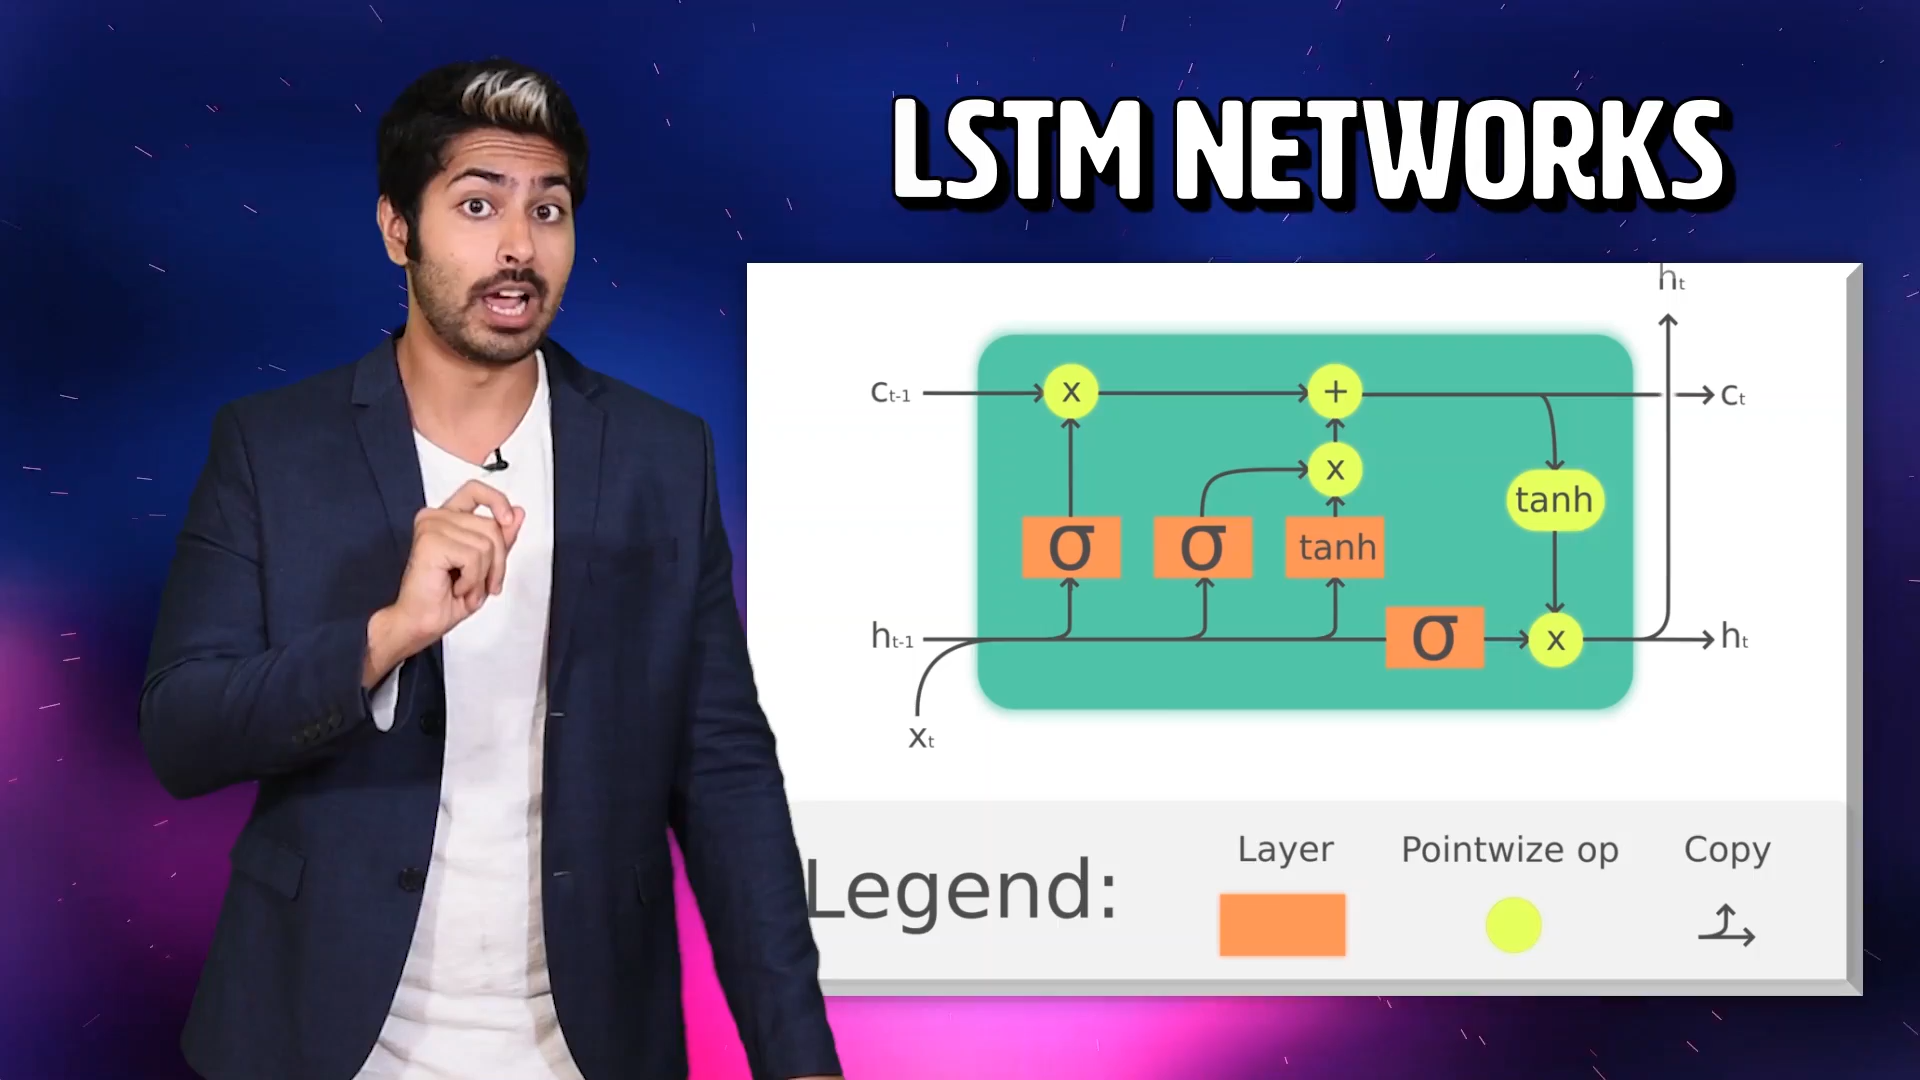 LSTM NETWORKS
ht
ct-1 x + ct
x
tanh
σ σ tanh
ht-1 σ x ht
xt
Legend: Layer Pointwize op Copy